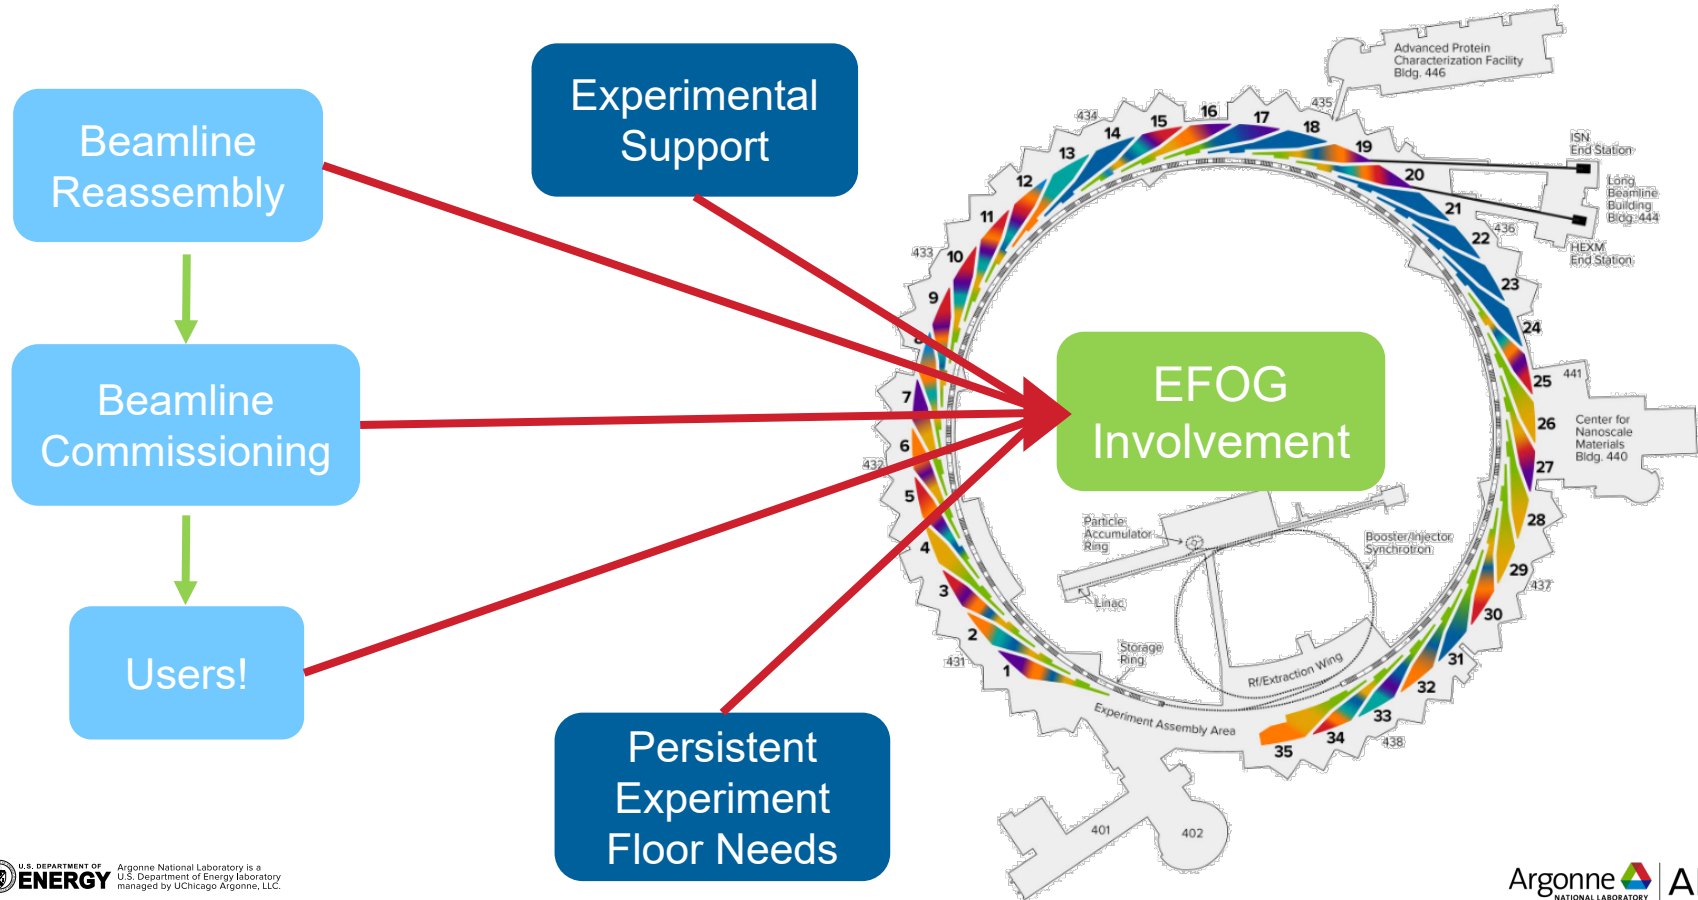 Beamline
Reassembly
Beamline
Commissioning
Users!
Experimental
Support
Persistent
Experiment
Floor Needs
EFOG
Involvement
Advanced Protein
Characterization Facility
Bldg. 446
ISN
End Station
Long
Beamline
Building
Bldg. 444
HEXM
End Station
Center for
Nanoscale
Materials
Bldg. 440
Particle
Accumulator
Ring
Booster/Injector
Synchrotron
Linac
Storage
Ring
Rf/Extraction Wing
Experiment Assembly Area
1
2
3
4
5
6
7
8
9
10
11
12
13
14
15
16
17
18
19
20
21
22
23
24
25
26
27
28
29
30
31
32
33
34
35
431
432
433
434
435
436
441
437
438
401
402
U.S. DEPARTMENT OF
ENERGY
Argonne National Laboratory is a
U.S. Department of Energy laboratory
managed by UChicago Argonne, LLC.
Argonne
NATIONAL LABORATORY
A